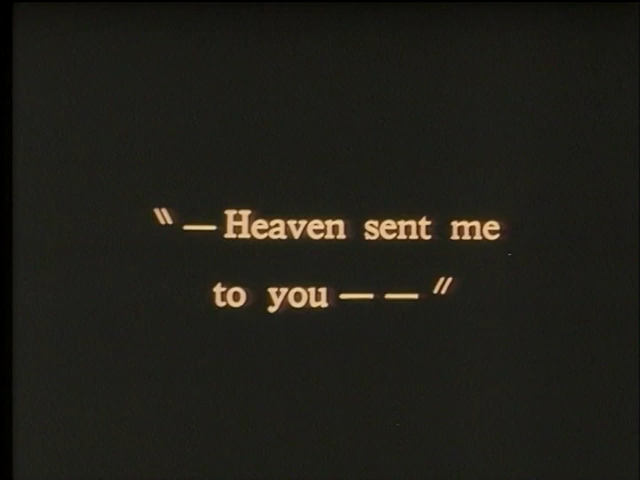 "—Heaven sent me
to you — —"